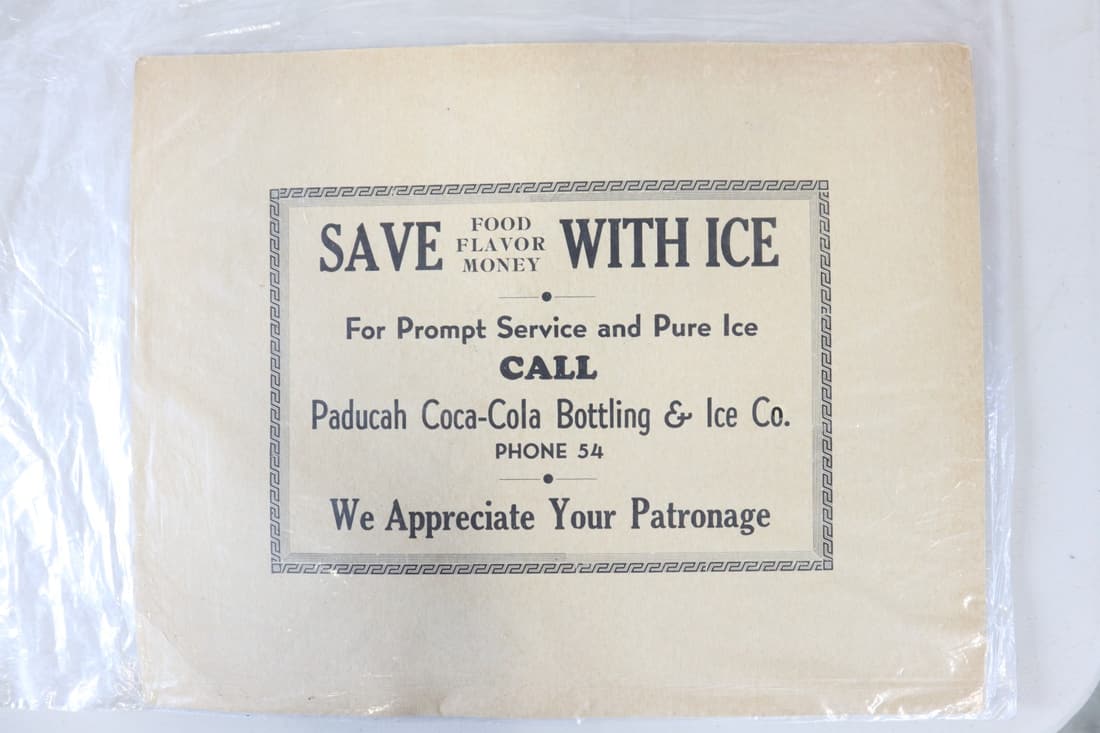 SAVE FOOD FLAVOR MONEY WITH ICE
For Prompt Service and Pure Ice
CALL
Paducah Coca-Cola Bottling & Ice Co.
PHONE 54
We Appreciate Your Patronage